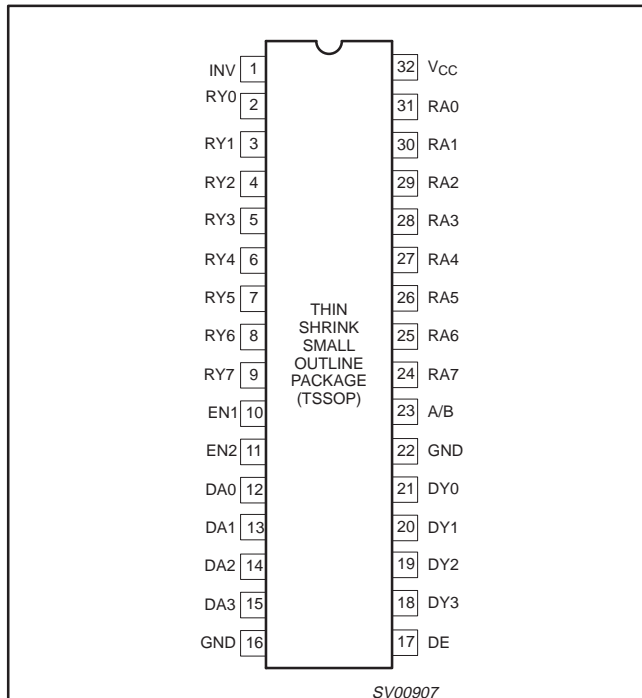 INV 1 32 VCC
RY0 2 31 RA0
RY1 3 30 RA1
RY2 4 29 RA2
RY3 5 28 RA3
RY4 6 27 RA4
RY5 7 26 RA5
RY6 8 25 RA6
RY7 9 24 RA7
EN1 10 23 A/B
EN2 11 22 GND
DA0 12 21 DY0
DA1 13 20 DY1
DA2 14 19 DY2
DA3 15 18 DY3
GND 16 17 DE
THIN
SHRINK
SMALL
OUTLINE
PACKAGE
(TSSOP)
SV00907